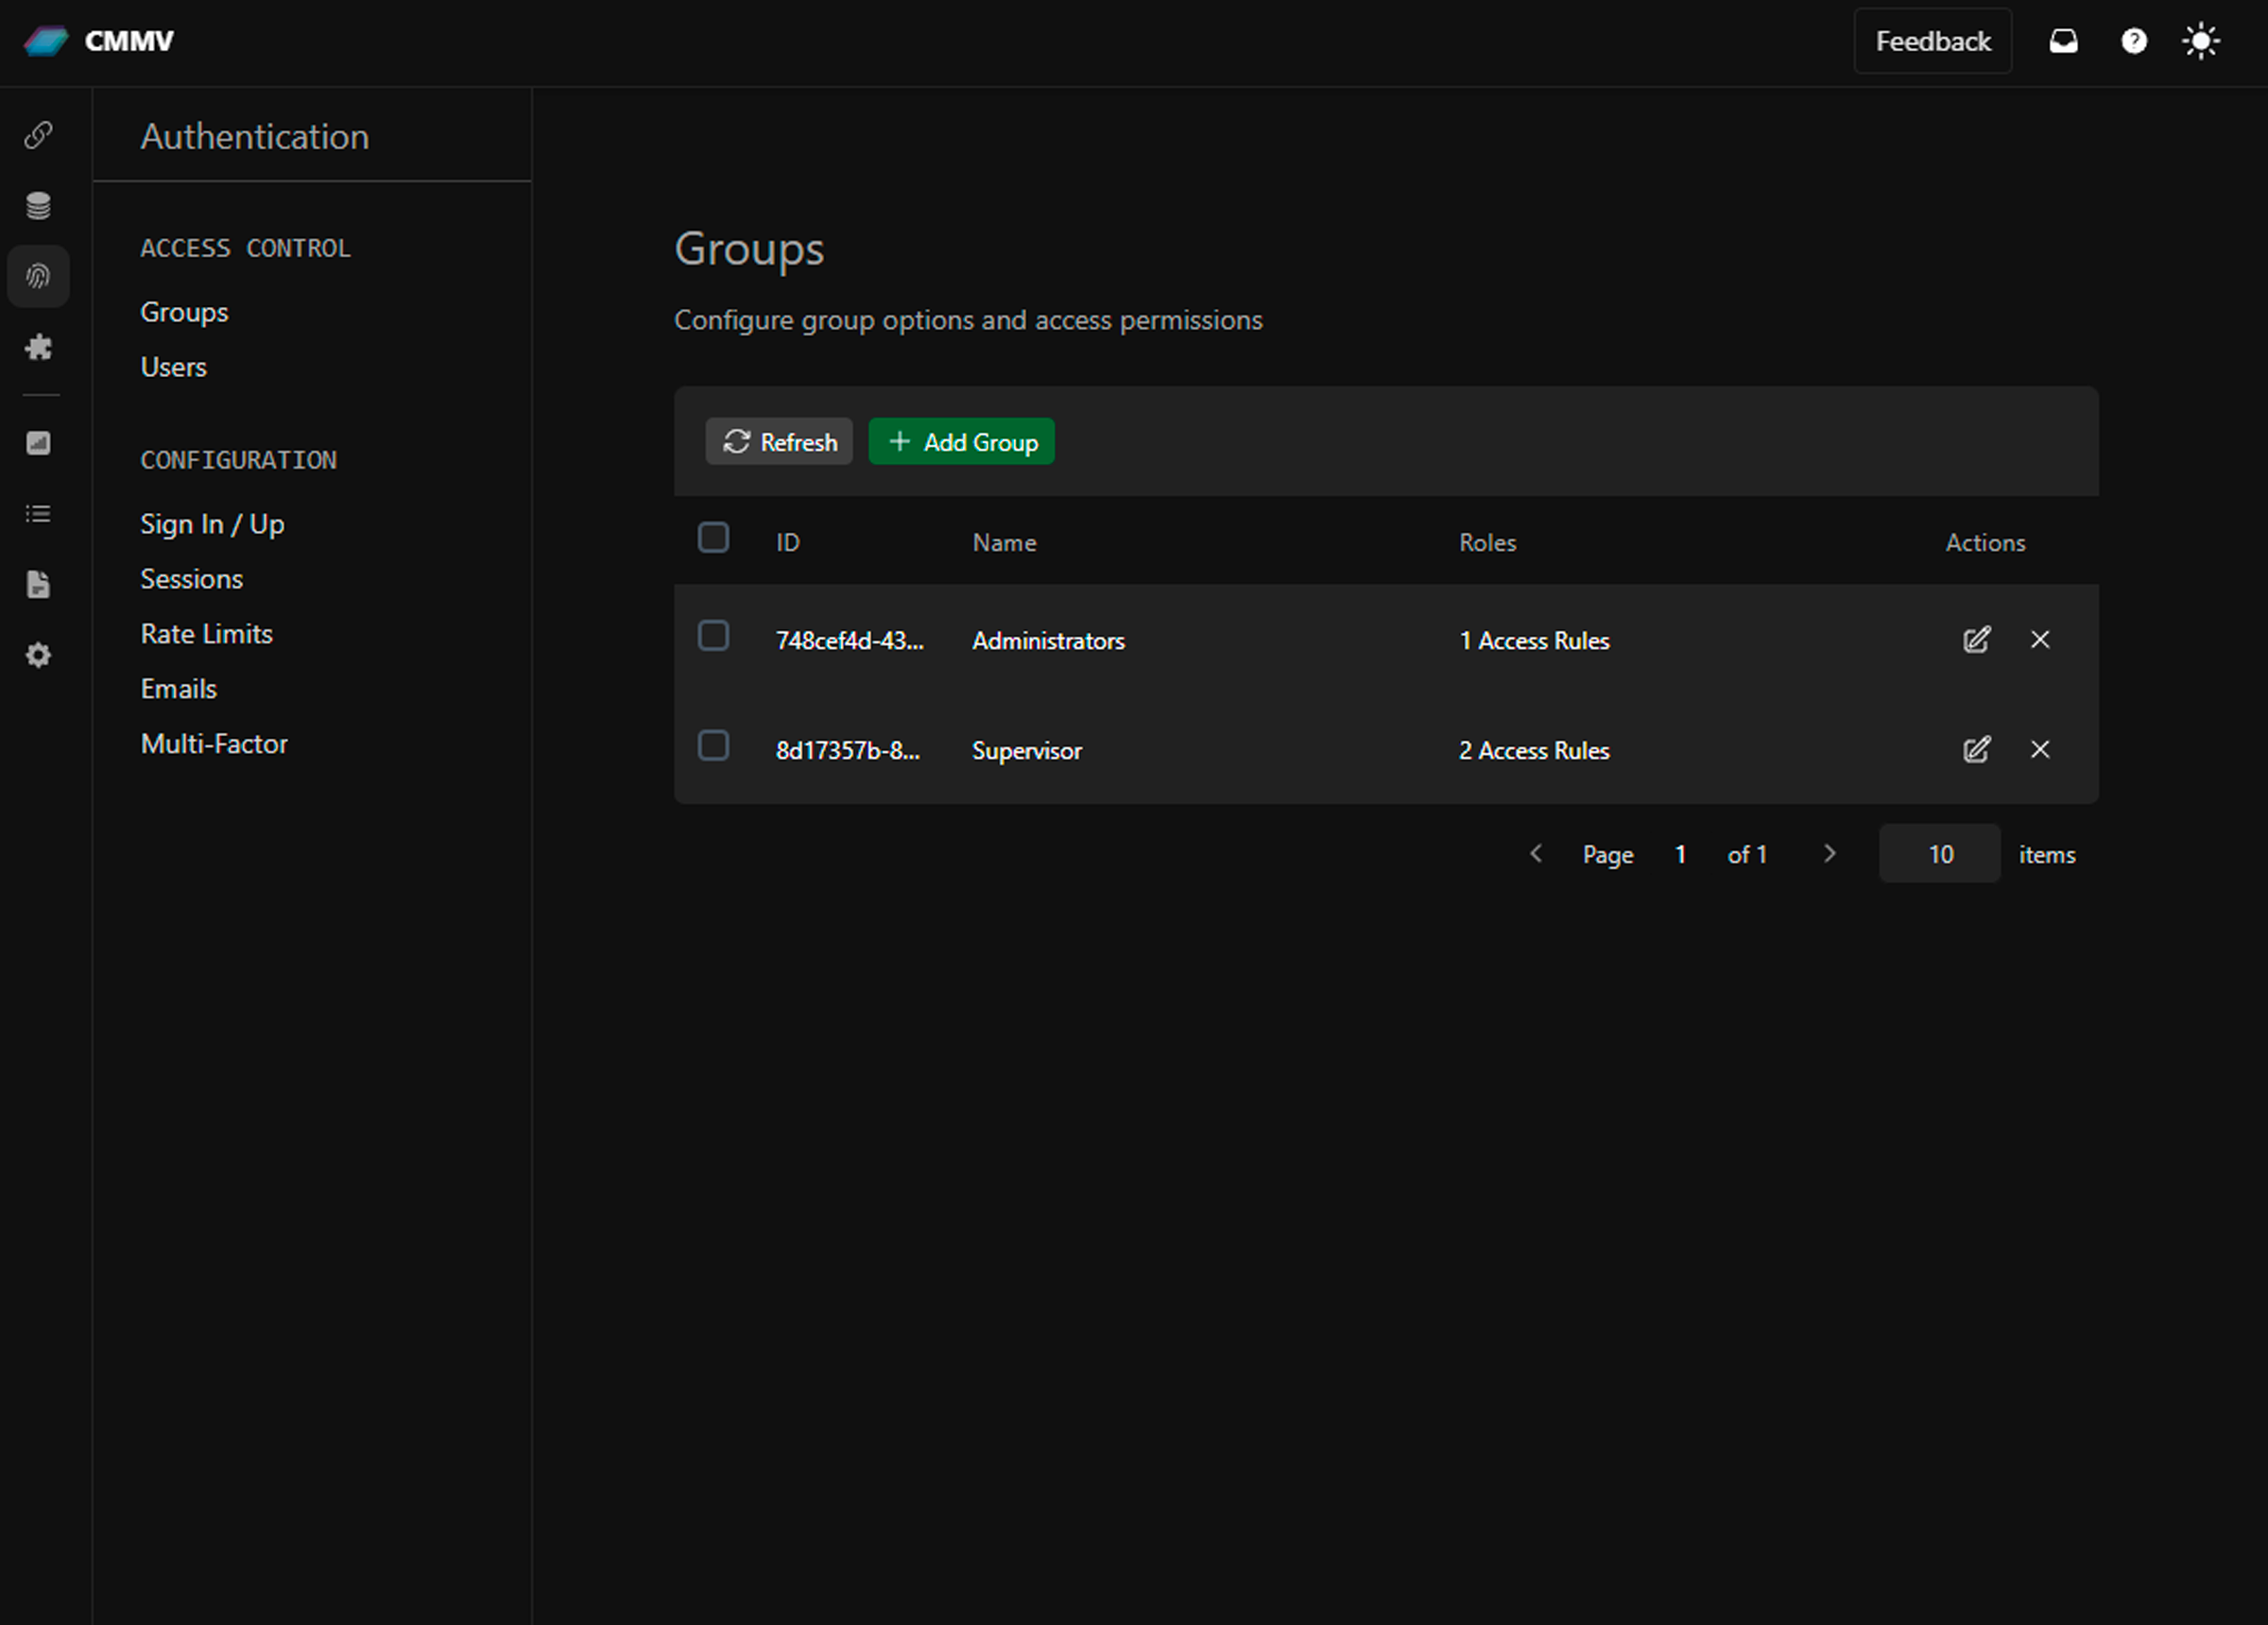 CMMV
Feedback
Authentication
ACCESS CONTROL
Groups
Users
CONFIGURATION
Sign In / Up
Sessions
Rate Limits
Emails
Multi-Factor
Groups
Configure group options and access permissions
Refresh
Add Group
ID Name Roles Actions
748cef4d-43... Administrators 1 Access Rules
8d17357b-8... Supervisor 2 Access Rules
Page 1 of 1 10 items